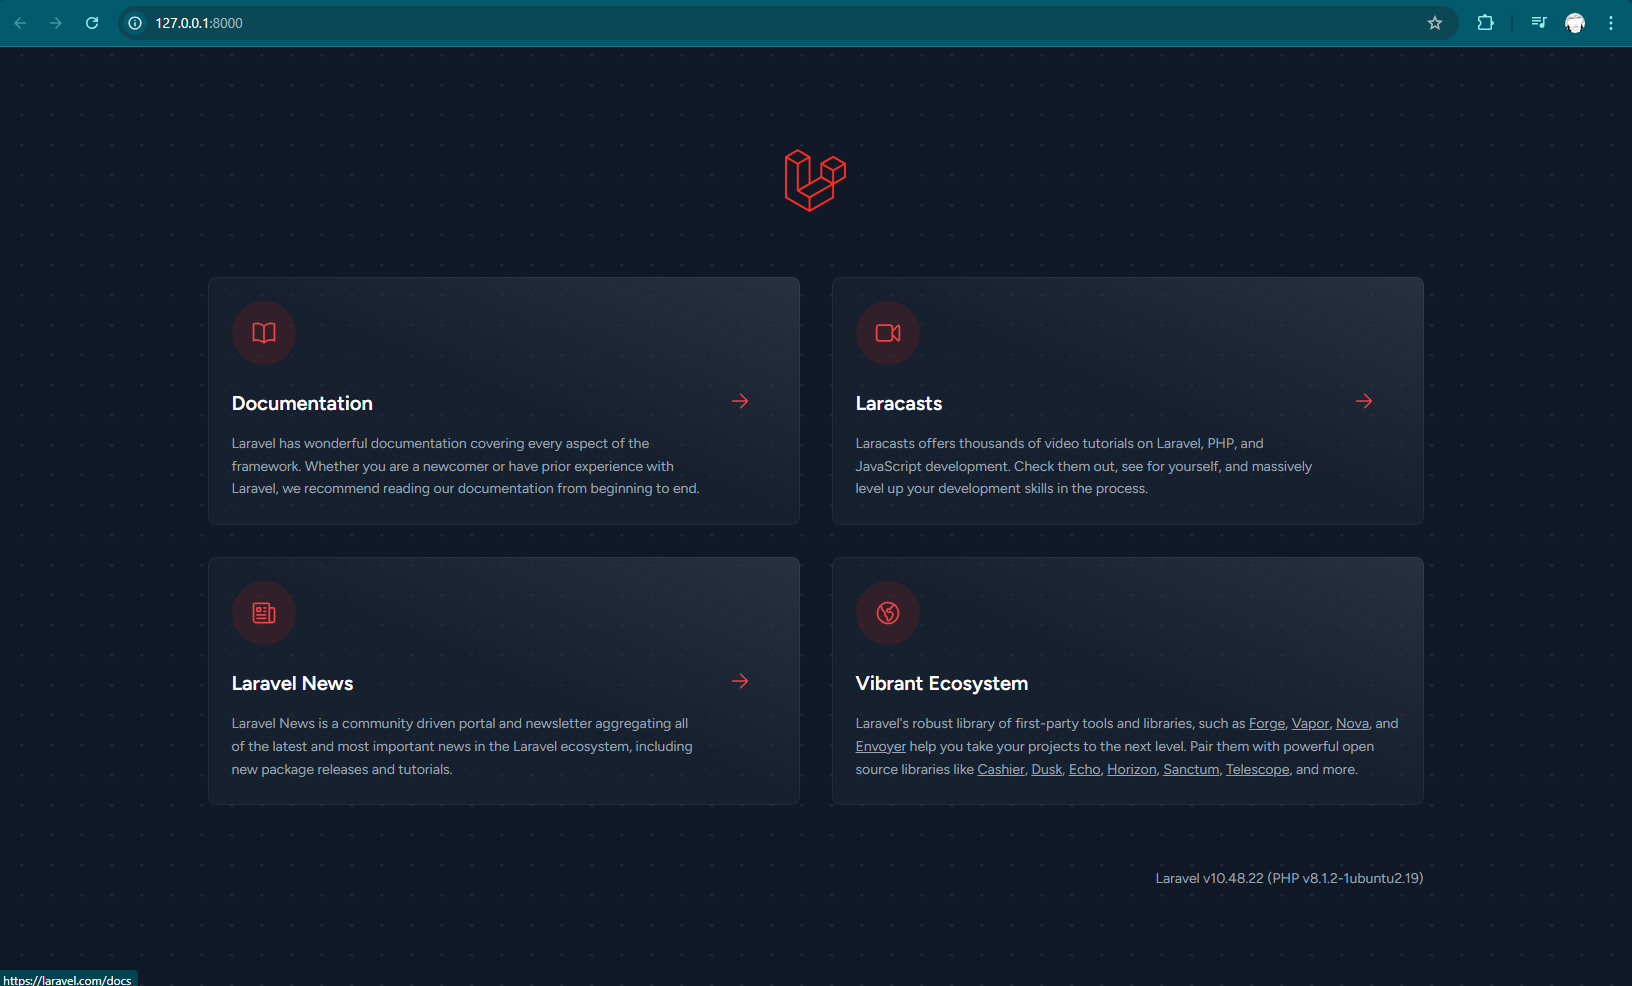 127.0.0.1:8000
Documentation
Laravel has wonderful documentation covering every aspect of the
framework. Whether you are a newcomer or have prior experience with
Laravel, we recommend reading our documentation from beginning to end.
Laracasts
Laracasts offers thousands of video tutorials on Laravel, PHP, and
JavaScript development. Check them out, see for yourself, and massively
level up your development skills in the process.
Laravel News
Laravel News is a community driven portal and newsletter aggregating all
of the latest and most important news in the Laravel ecosystem, including
new package releases and tutorials.
Vibrant Ecosystem
Laravel's robust library of first-party tools and libraries, such as Forge, Vapor, Nova, and
Envoyer help you take your projects to the next level. Pair them with powerful open
source libraries like Cashier, Dusk, Echo, Horizon, Sanctum, Telescope, and more.
Laravel v10.48.22 (PHP v8.1.2-1ubuntu2.19)
https://laravel.com/docs